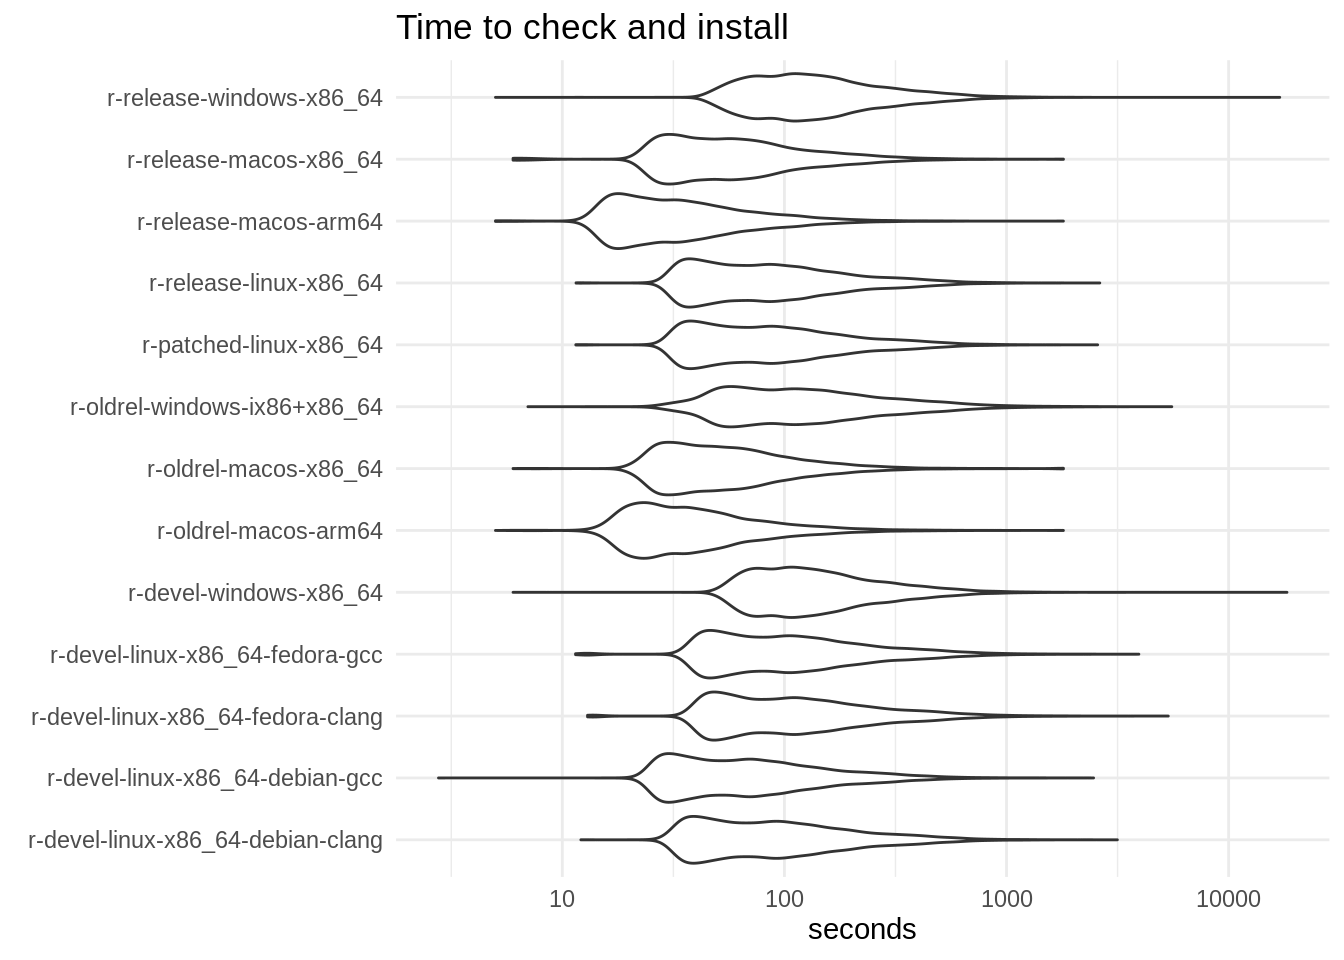 Time to check and install
r-release-windows-x86_64
r-release-macos-x86_64
r-release-macos-arm64
r-release-linux-x86_64
r-patched-linux-x86_64
r-oldrel-windows-ix86+x86_64
r-oldrel-macos-x86_64
r-oldrel-macos-arm64
r-devel-windows-x86_64
r-devel-linux-x86_64-fedora-gcc
r-devel-linux-x86_64-fedora-clang
r-devel-linux-x86_64-debian-gcc
r-devel-linux-x86_64-debian-clang
10 100 1000 10000
seconds